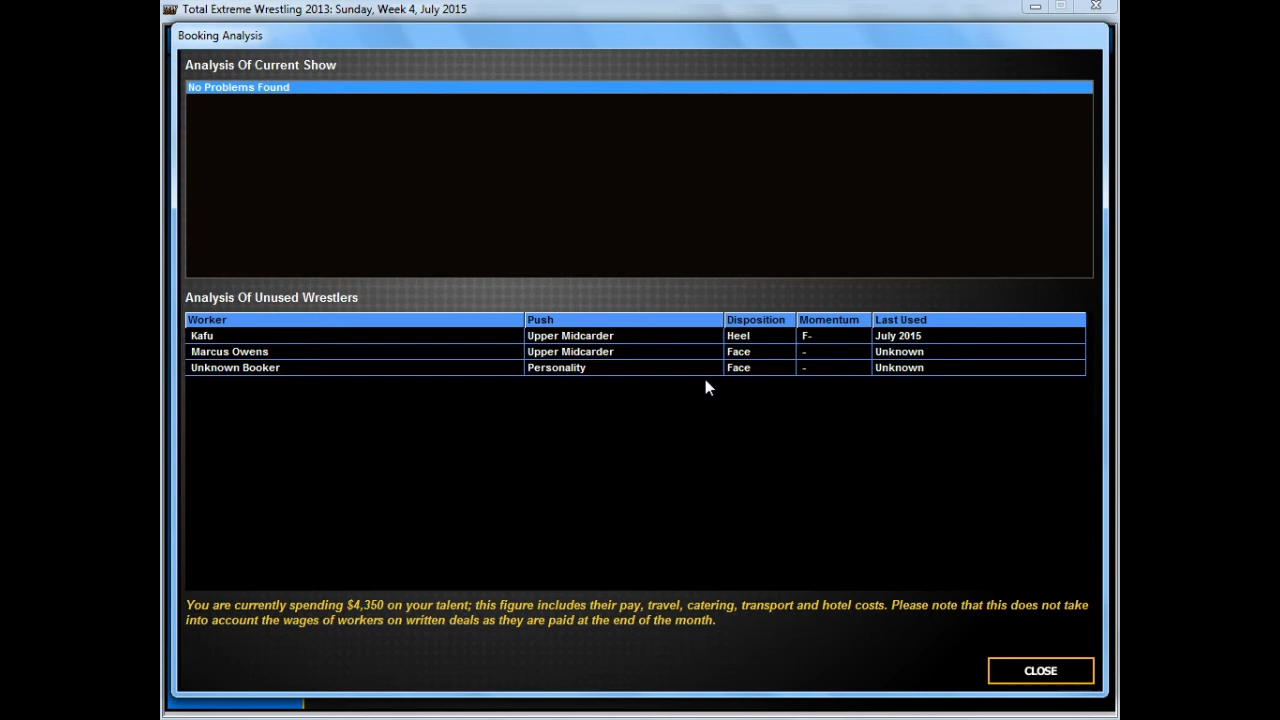 Total Extreme Wrestling 2013: Sunday, Week 4, July 2015
Booking Analysis
Analysis Of Current Show
No Problems Found
Analysis Of Unused Wrestlers
Worker Push Disposition Momentum Last Used
Kafu Upper Midcarder Heel F- July 2015
Marcus Owens Upper Midcarder Face - Unknown
Unknown Booker Personality Face - Unknown
You are currently spending $4,350 on your talent; this figure includes their pay, travel, catering, transport and hotel costs. Please note that this does not take
into account the wages of workers on written deals as they are paid at the end of the month.
CLOSE